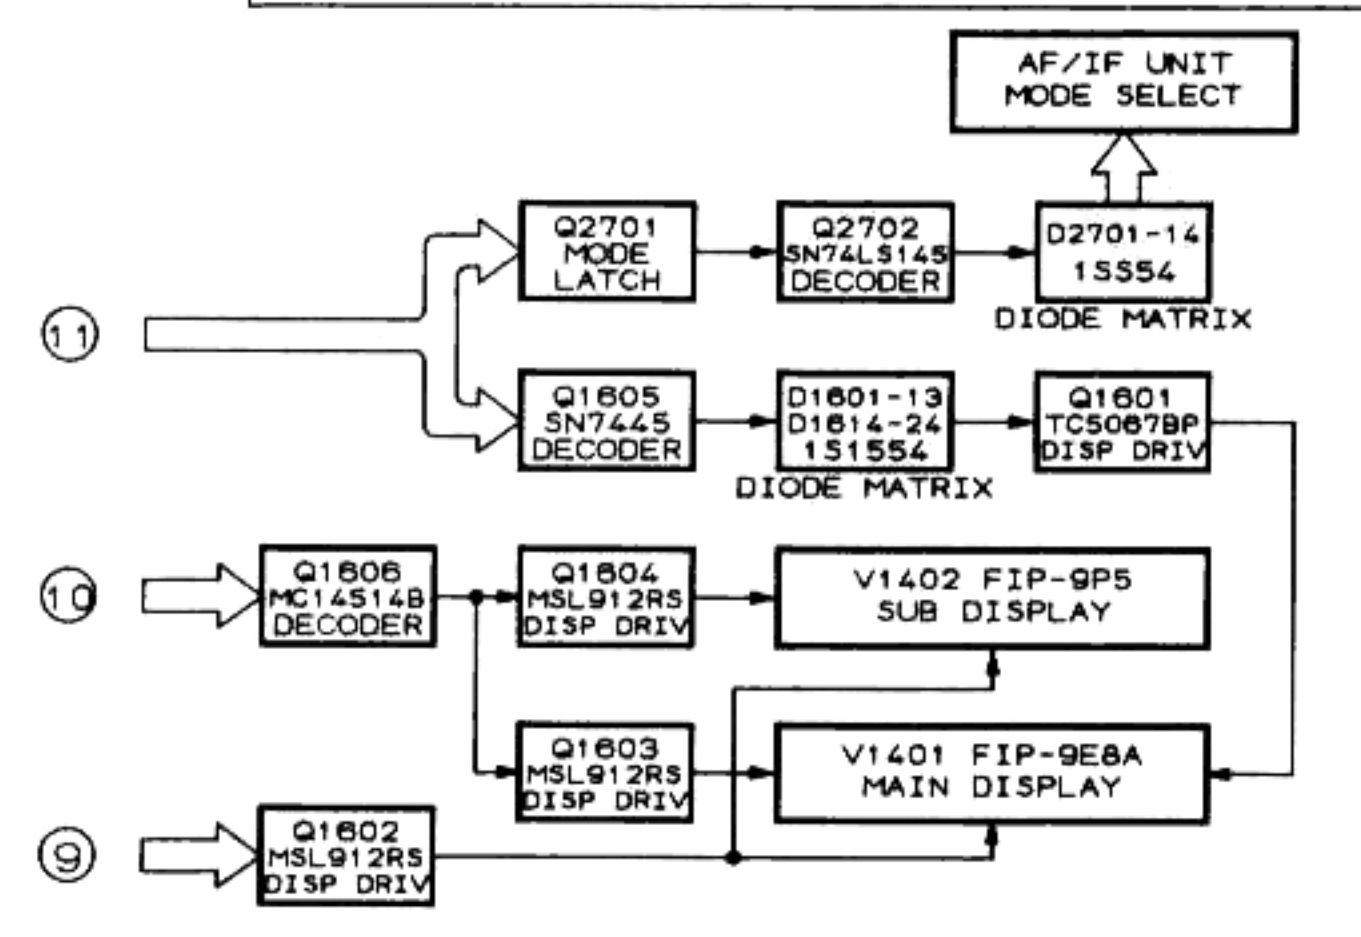 AF/IF UNIT
MODE SELECT
Q2701
MODE
LATCH
Q2702
SN74LS145
DECODER
D2701-14
1SS54
DIODE MATRIX
11
Q1605
SN7445
DECODER
D1601-13
D1614-24
1S1554
DIODE MATRIX
Q1601
TC5067BP
DISP DRIV
10
Q1606
MC14514B
DECODER
Q1604
MSL912RS
DISP DRIV
V1402 FIP-9P5
SUB DISPLAY
Q1603
MSL912RS
DISP DRIV
V1401 FIP-9E8A
MAIN DISPLAY
9
Q1602
MSL912RS
DISP DRIV